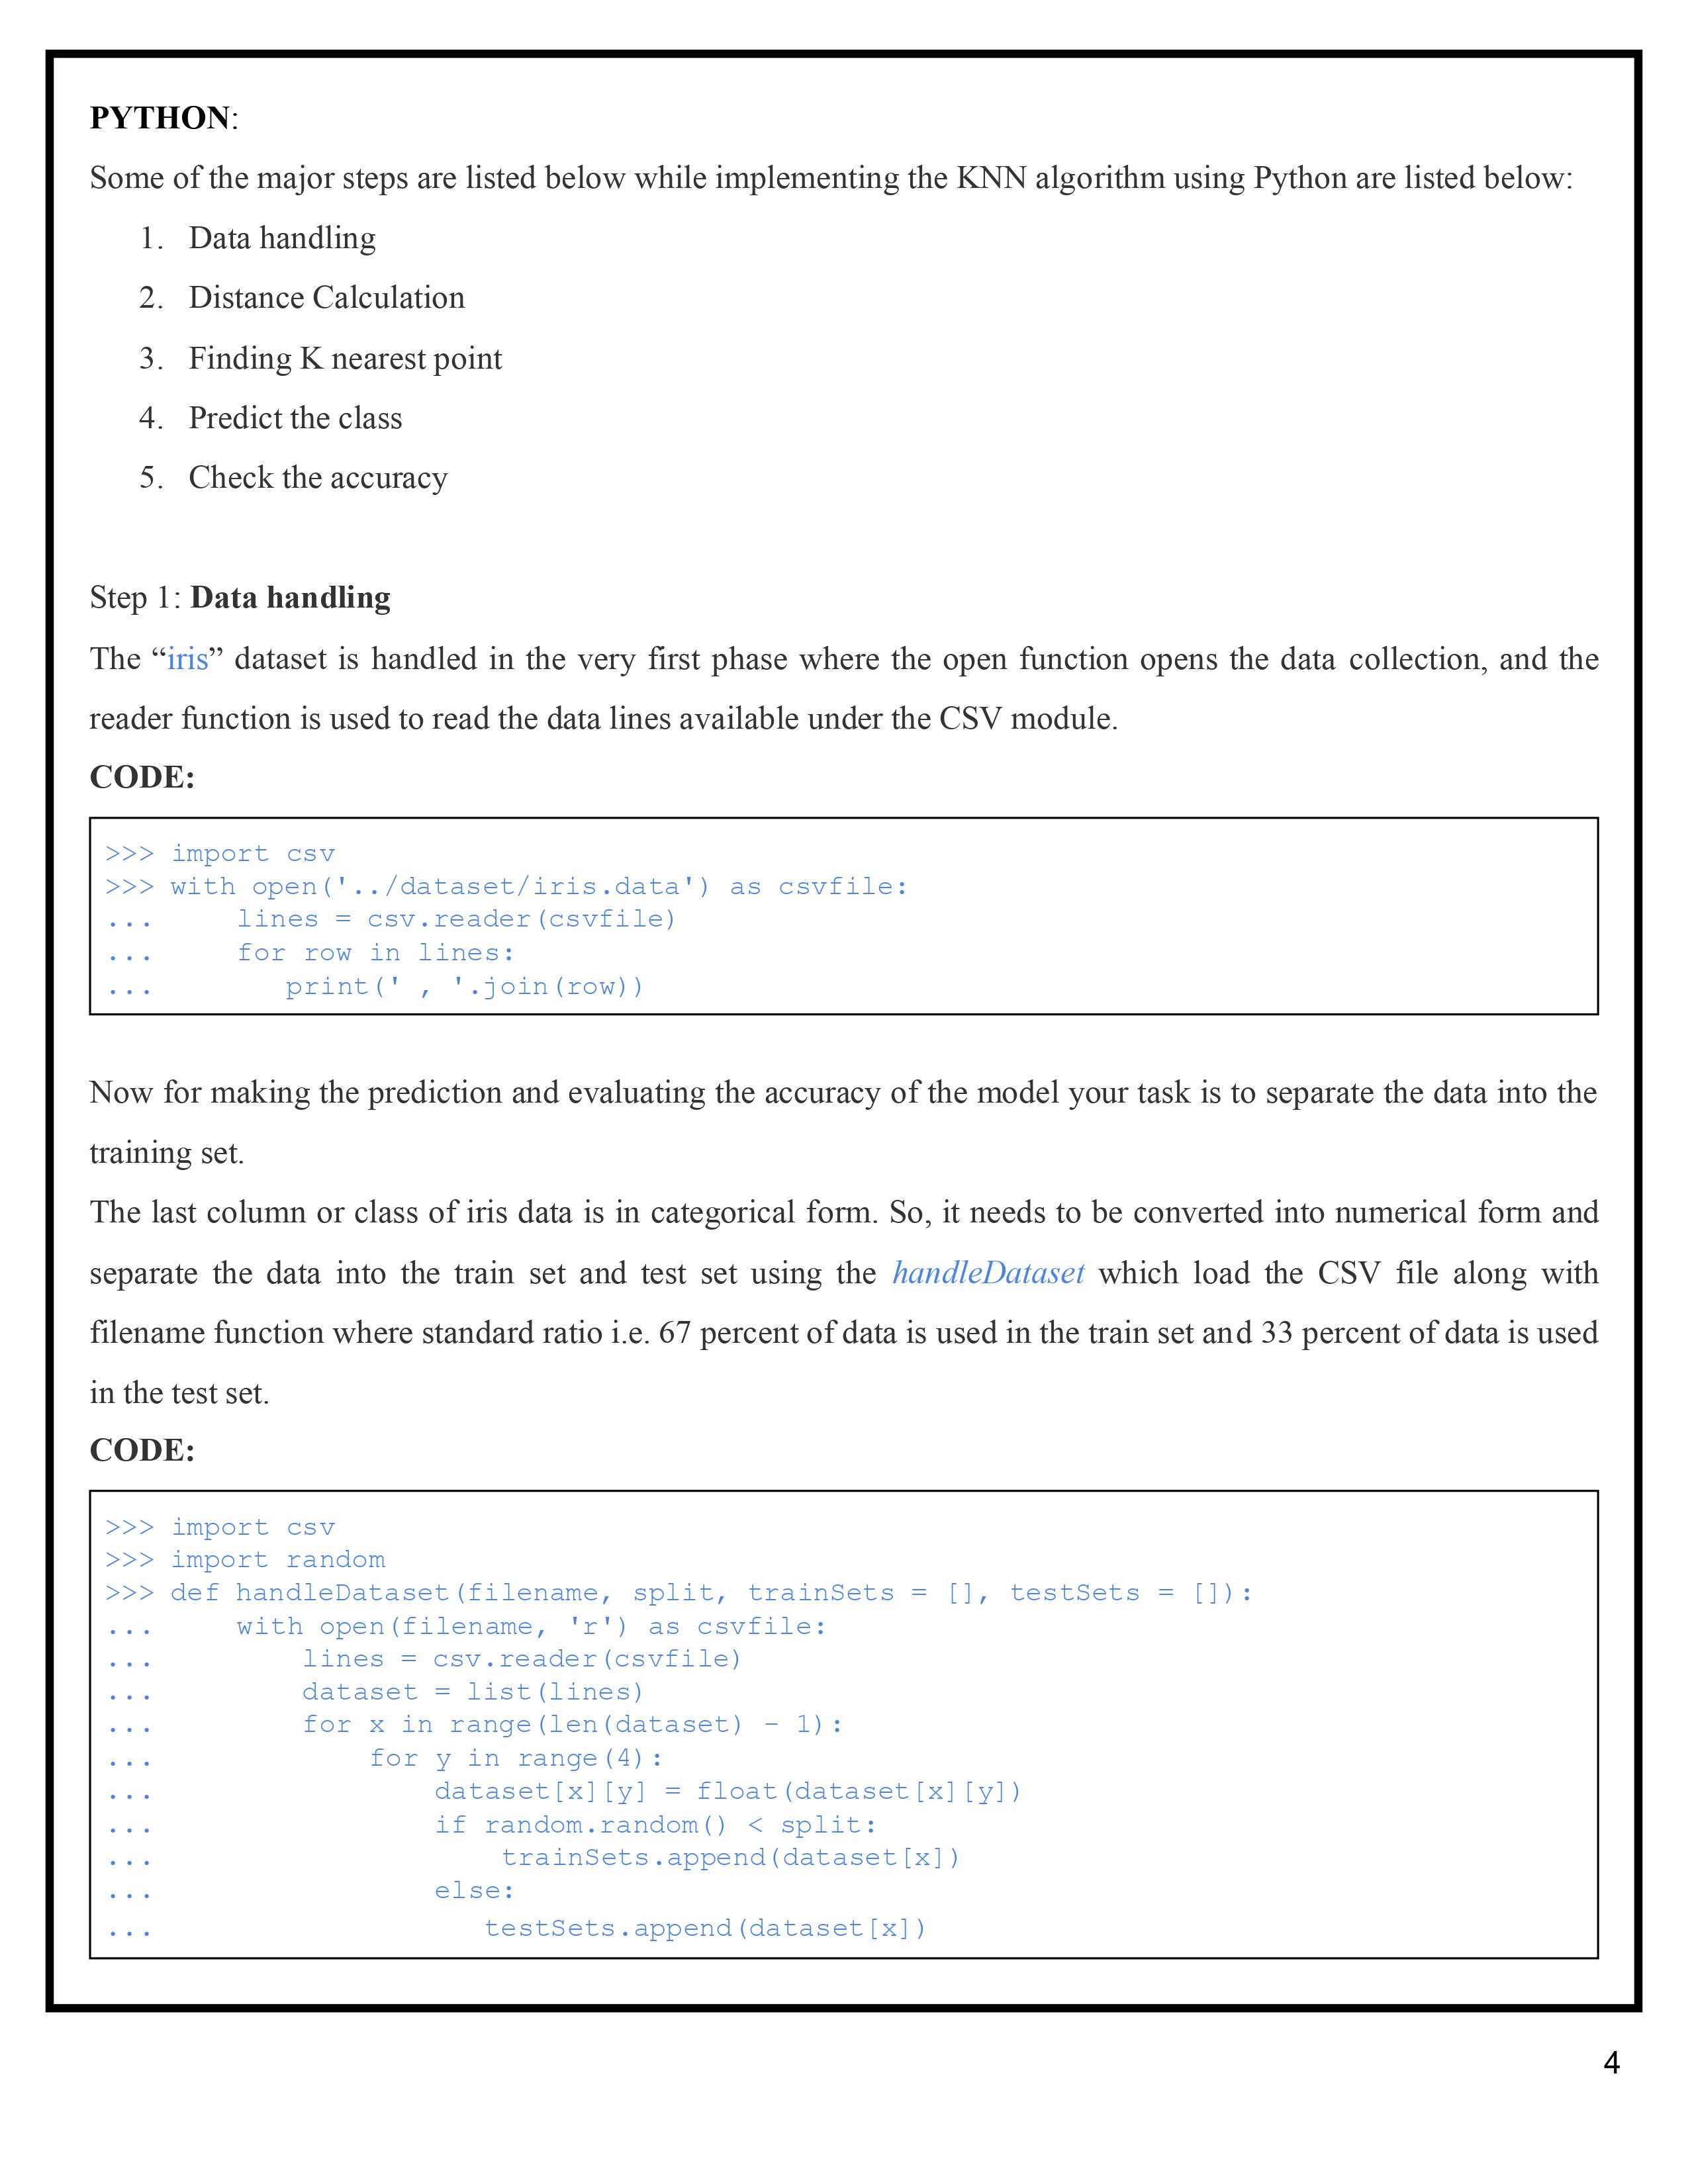 PYTHON:
Some of the major steps are listed below while implementing the KNN algorithm using Python are listed below:
1. Data handling
2. Distance Calculation
3. Finding K nearest point
4. Predict the class
5. Check the accuracy
Step 1: Data handling
The “iris” dataset is handled in the very first phase where the open function opens the data collection, and the
reader function is used to read the data lines available under the CSV module.
CODE:
>>> import csv
>>> with open('../dataset/iris.data') as csvfile:
...     lines = csv.reader(csvfile)
...     for row in lines:
...        print(' , '.join(row))
Now for making the prediction and evaluating the accuracy of the model your task is to separate the data into the
training set.
The last column or class of iris data is in categorical form. So, it needs to be converted into numerical form and
separate the data into the train set and test set using the handleDataset which load the CSV file along with
filename function where standard ratio i.e. 67 percent of data is used in the train set and 33 percent of data is used
in the test set.
CODE:
>>> import csv
>>> import random
>>> def handleDataset(filename, split, trainSets = [], testSets = []):
...     with open(filename, 'r') as csvfile:
...         lines = csv.reader(csvfile)
...         dataset = list(lines)
...         for x in range(len(dataset) - 1):
...             for y in range(4):
...                 dataset[x][y] = float(dataset[x][y])
...                 if random.random() < split:
...                     trainSets.append(dataset[x])
...                 else:
...                    testSets.append(dataset[x])
4